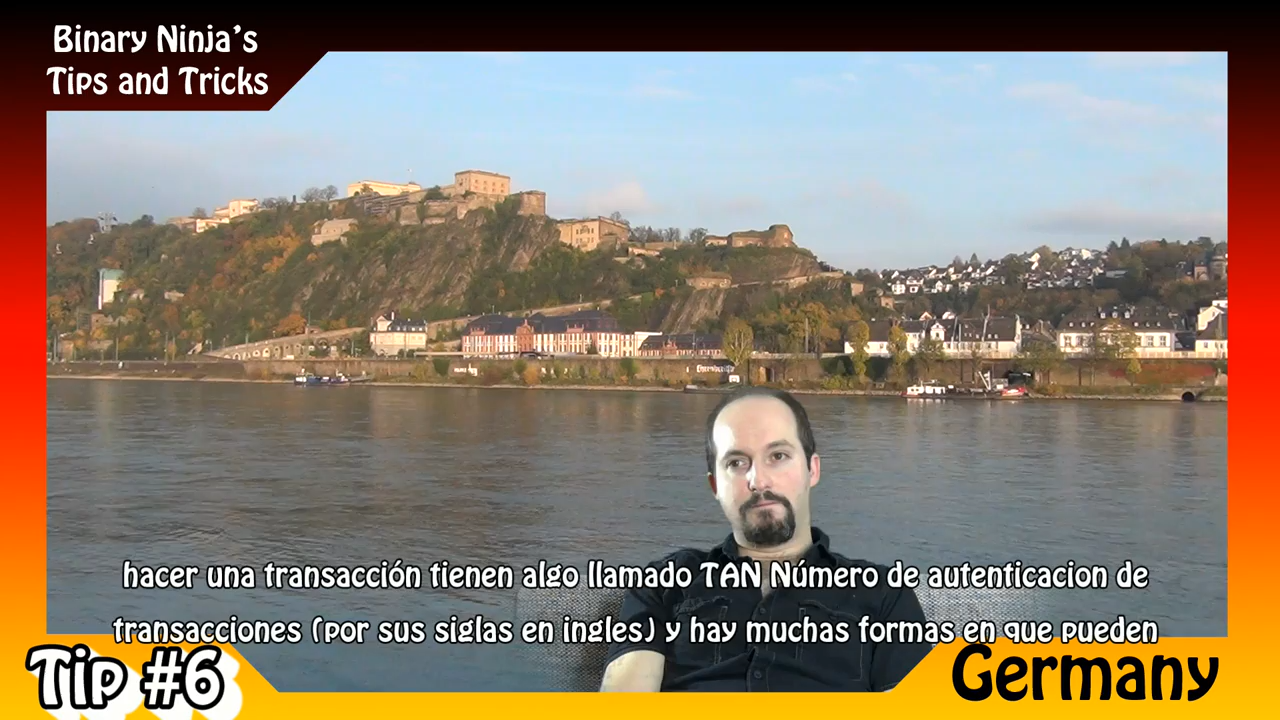 Binary Ninja's
Tips and Tricks
hacer una transacción tienen algo llamado TAN Número de autenticacion de
transacciones (por sus siglas en ingles) y hay muchas formas en que pueden
Tip #6
Germany